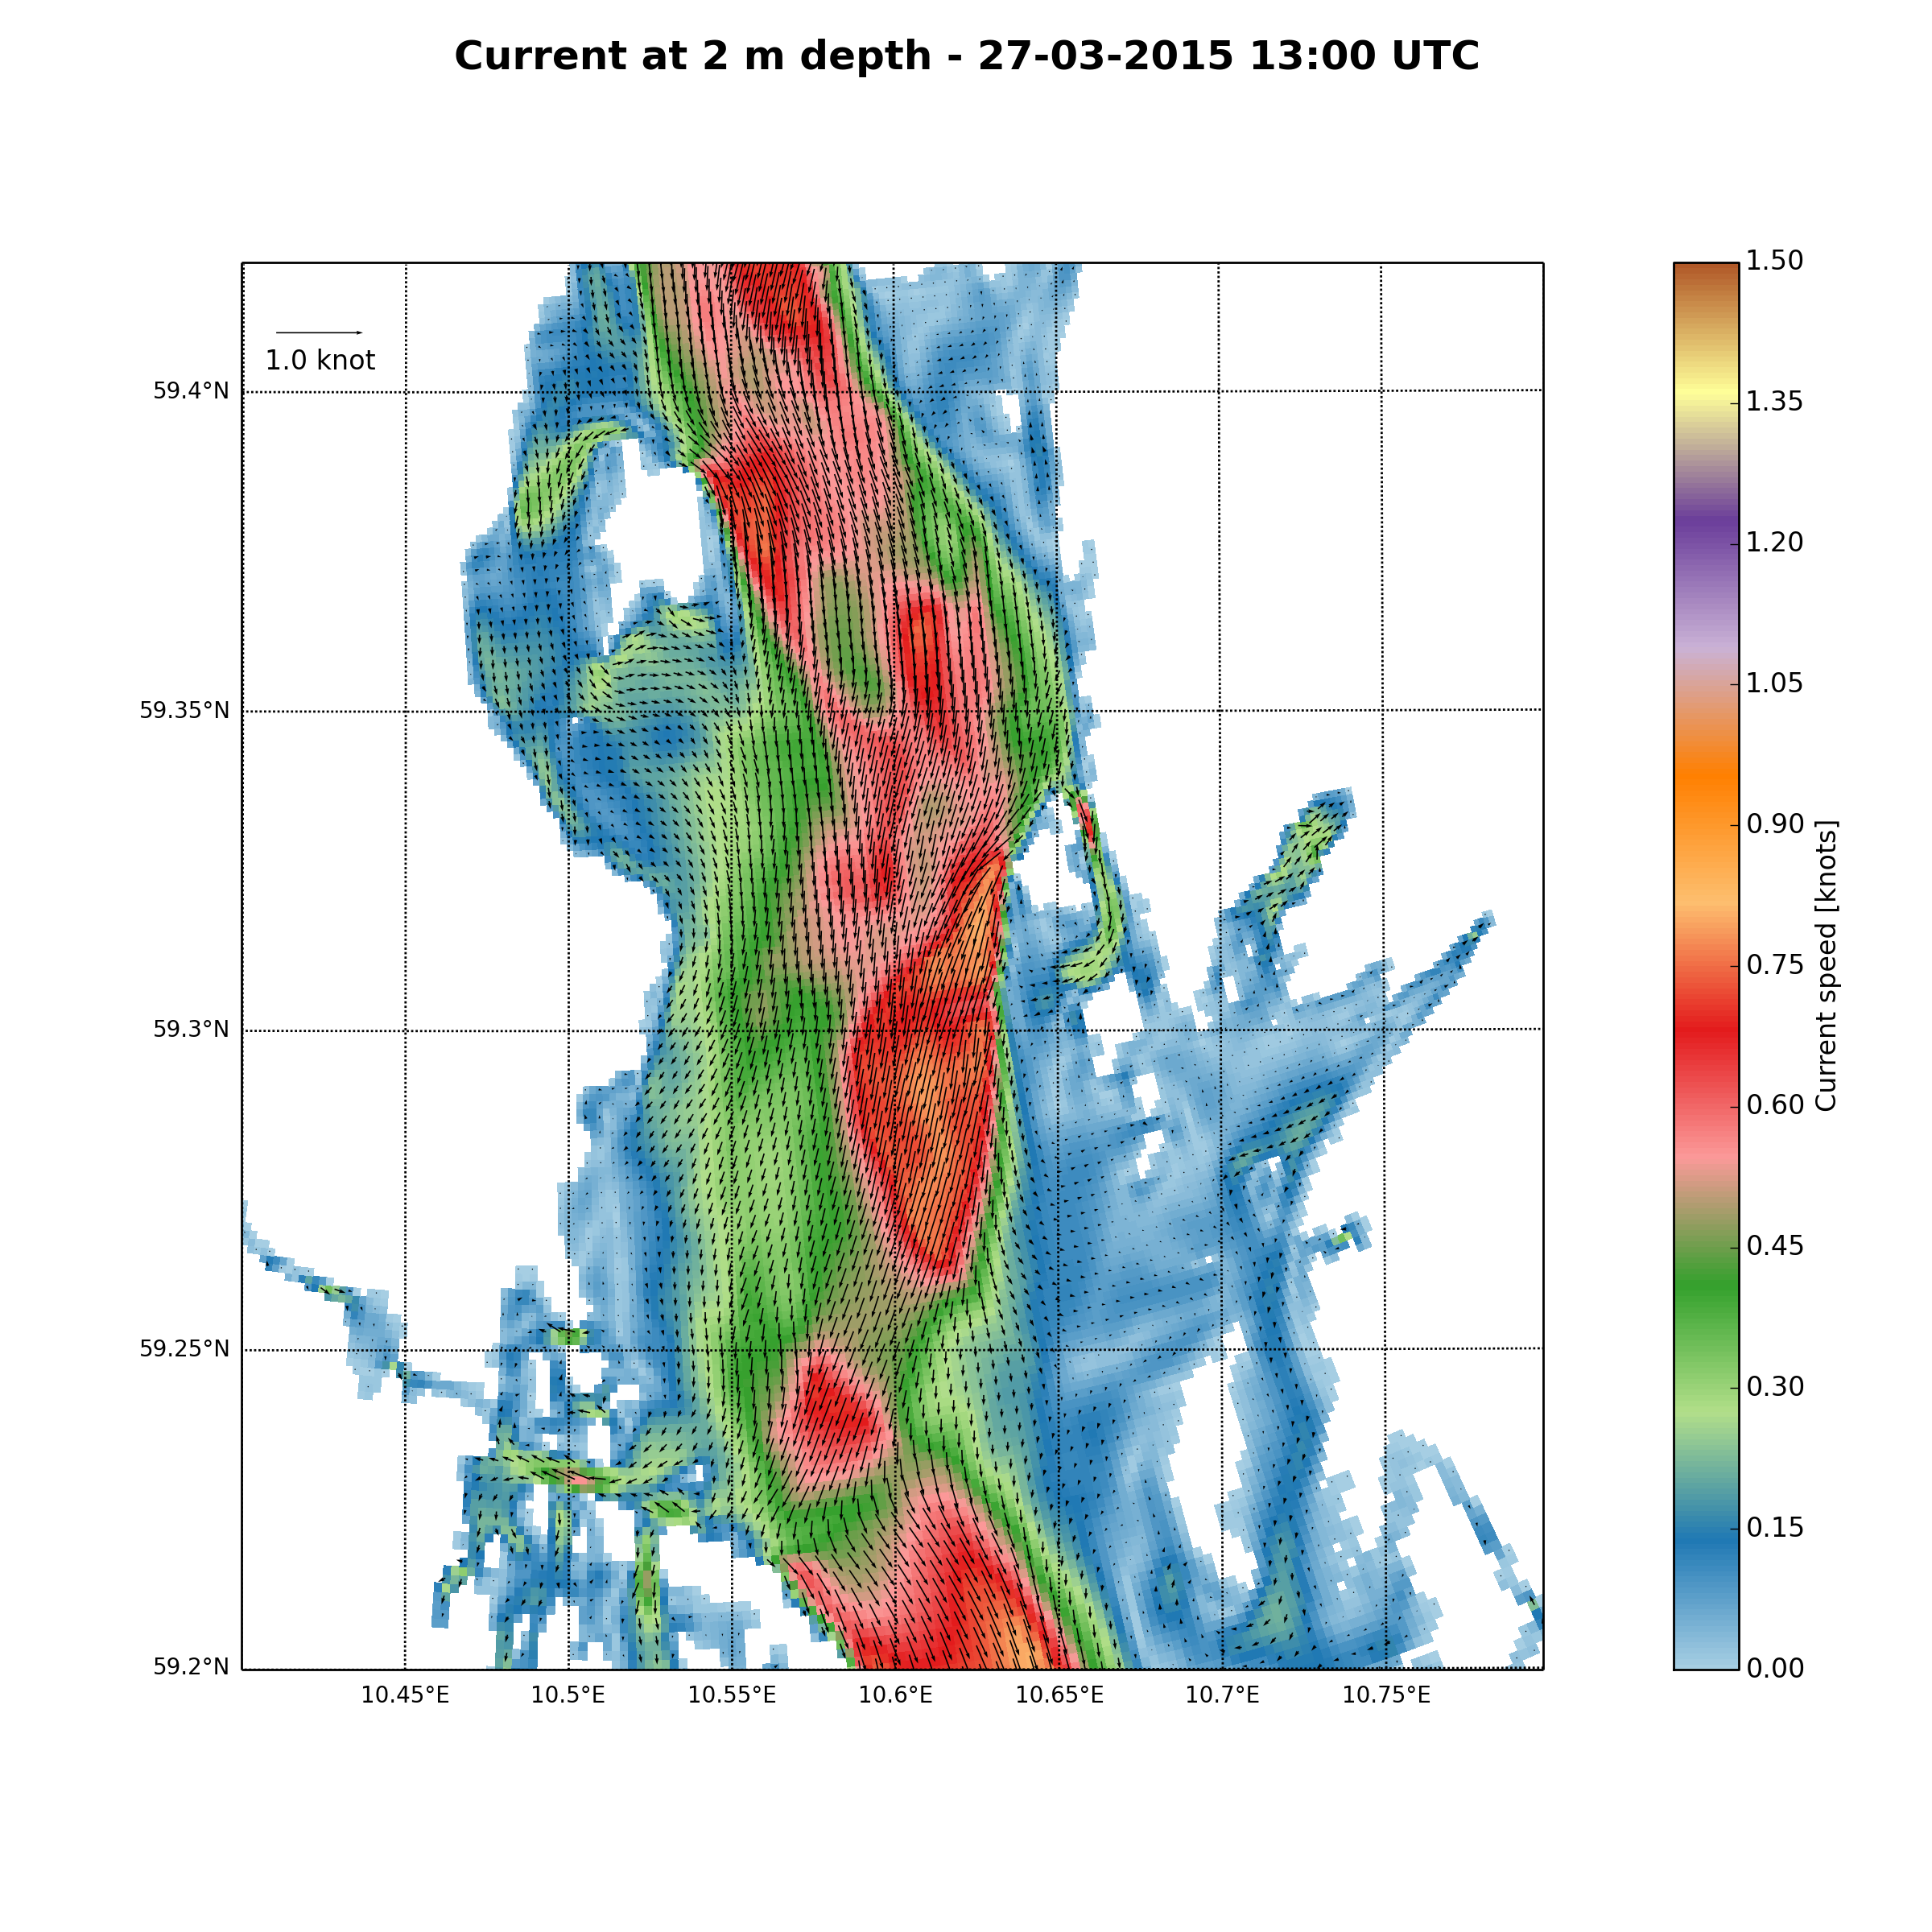 Current at 2 m depth - 27-03-2015 13:00 UTC
1.0 knot
59.4°N
59.35°N
59.3°N
59.25°N
59.2°N
10.45°E
10.5°E
10.55°E
10.6°E
10.65°E
10.7°E
10.75°E
1.50
1.35
1.20
1.05
0.90
0.75
0.60
0.45
0.30
0.15
0.00
Current speed [knots]